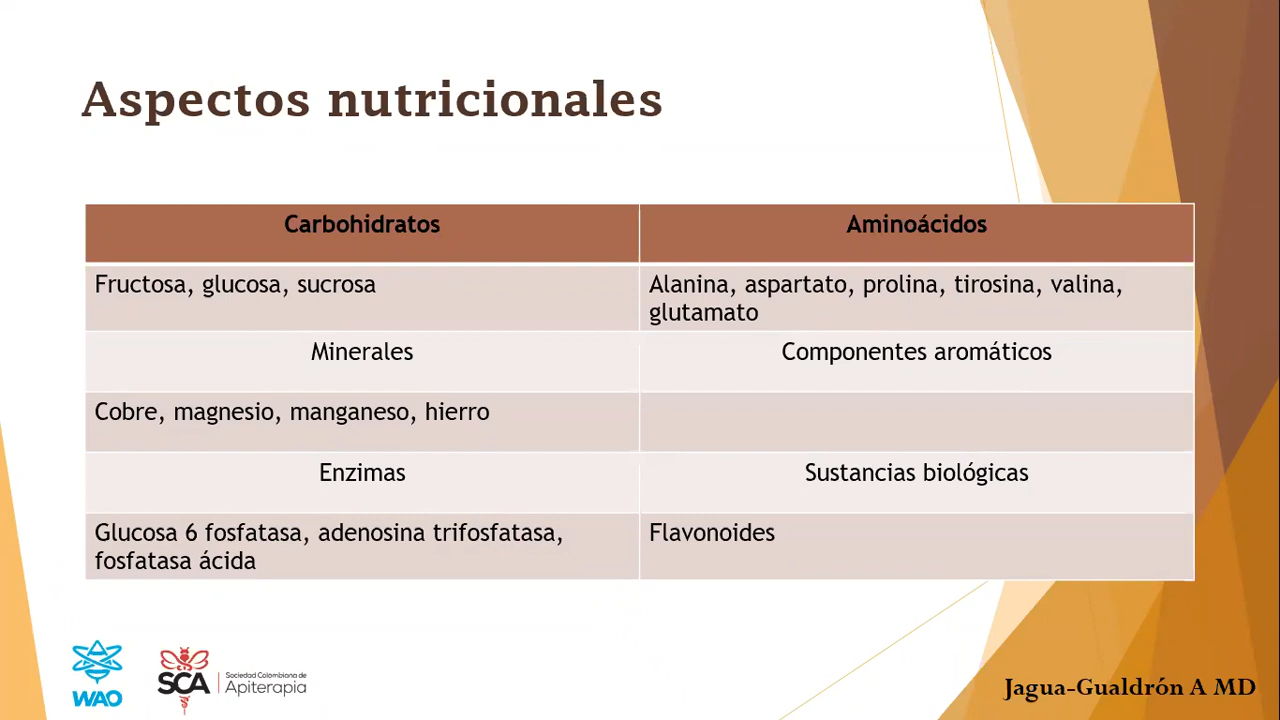 Aspectos nutricionales
Carbohidratos
Aminoácidos
Fructosa, glucosa, sucrosa
Alanina, aspartato, prolina, tirosina, valina,
glutamato
Minerales
Componentes aromáticos
Cobre, magnesio, manganeso, hierro
Enzimas
Sustancias biológicas
Glucosa 6 fosfatasa, adenosina trifosfatasa,
fosfatasa ácida
Flavonoides
WAO
SCA
Sociedad Colombiana de
Apiterapia
Jagua-Gualdrón A MD